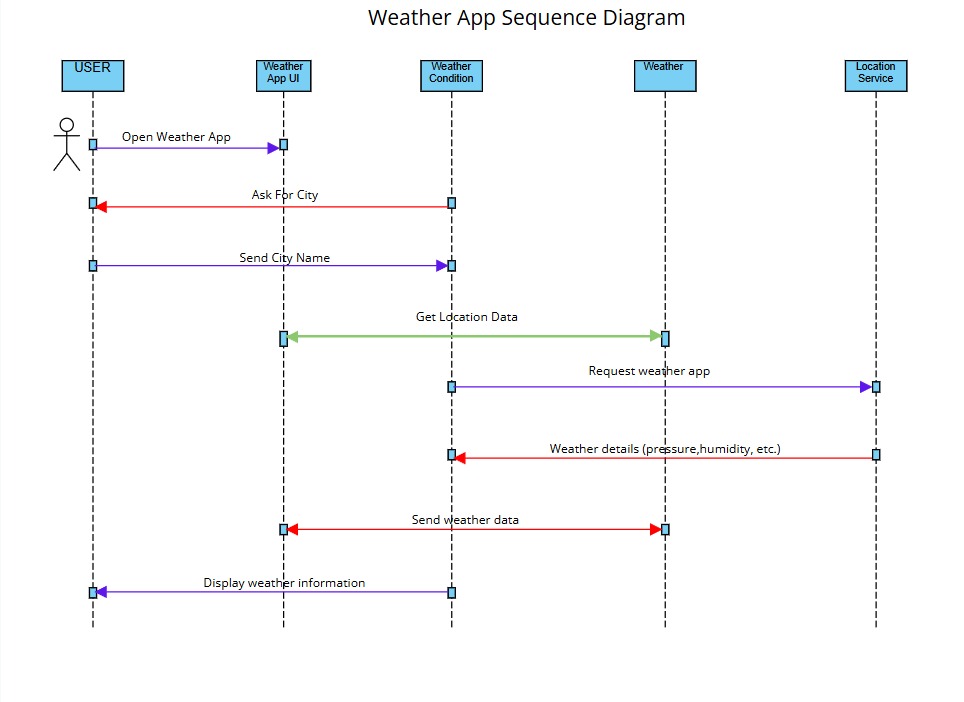 Weather App Sequence Diagram
USER
Weather
App UI
Weather
Condition
Weather
Location
Service
Open Weather App
Ask For City
Send City Name
Get Location Data
Request weather app
Weather details (pressure,humidity, etc.)
Send weather data
Display weather information